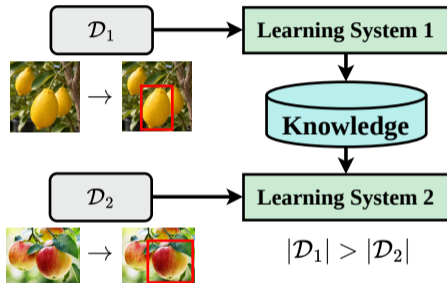 𝒟₁
Learning System 1
→
Knowledge
𝒟₂
Learning System 2
→
|𝒟₁| > |𝒟₂|